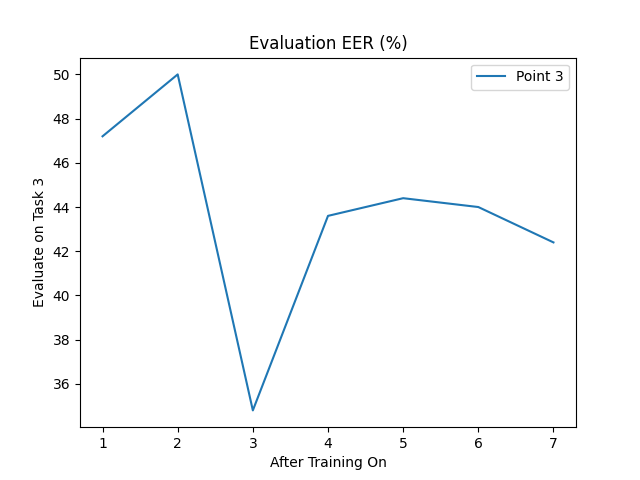 Evaluation EER (%)
Point 3
50
48
46
44
42
40
38
36
Evaluate on Task 3
1 2 3 4 5 6 7
After Training On